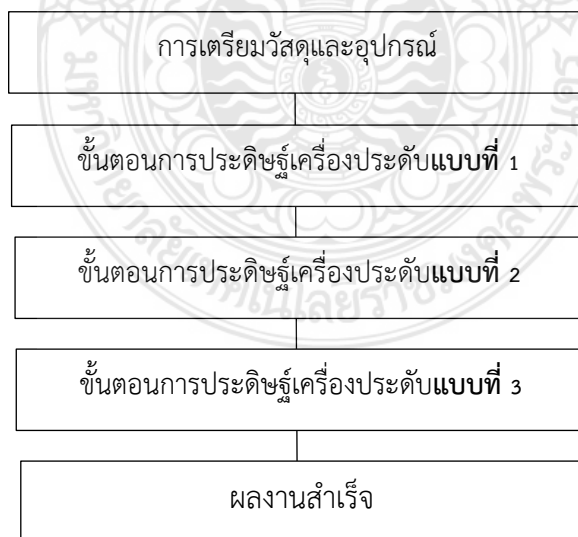 การเตรียมวัสดุและอุปกรณ์
ขั้นตอนการประดิษฐ์เครื่องประดับแบบที่ 1
ขั้นตอนการประดิษฐ์เครื่องประดับแบบที่ 2
ขั้นตอนการประดิษฐ์เครื่องประดับแบบที่ 3
ผลงานสำเร็จ